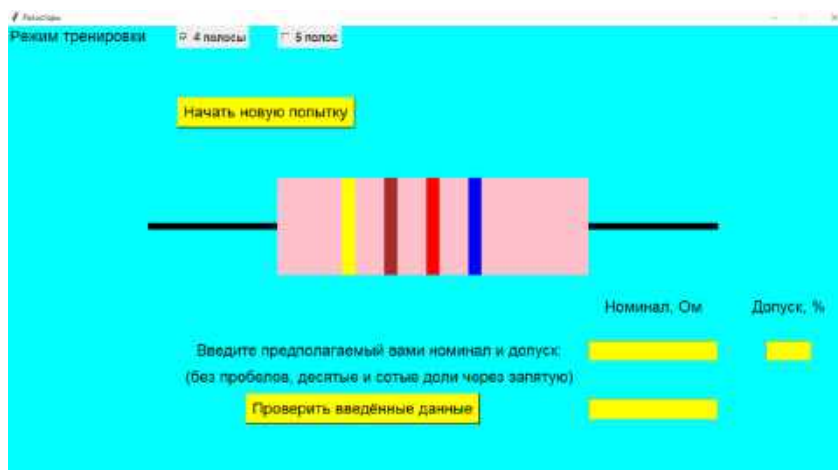 Резисторы
Режим тренировки
4 полосы
5 полос
Начать новую попытку
Номинал, Ом
Допуск, %
Введите предполагаемый вами номинал и допуск:
(без пробелов, десятые и сотые доли через запятую)
Проверить введённые данные